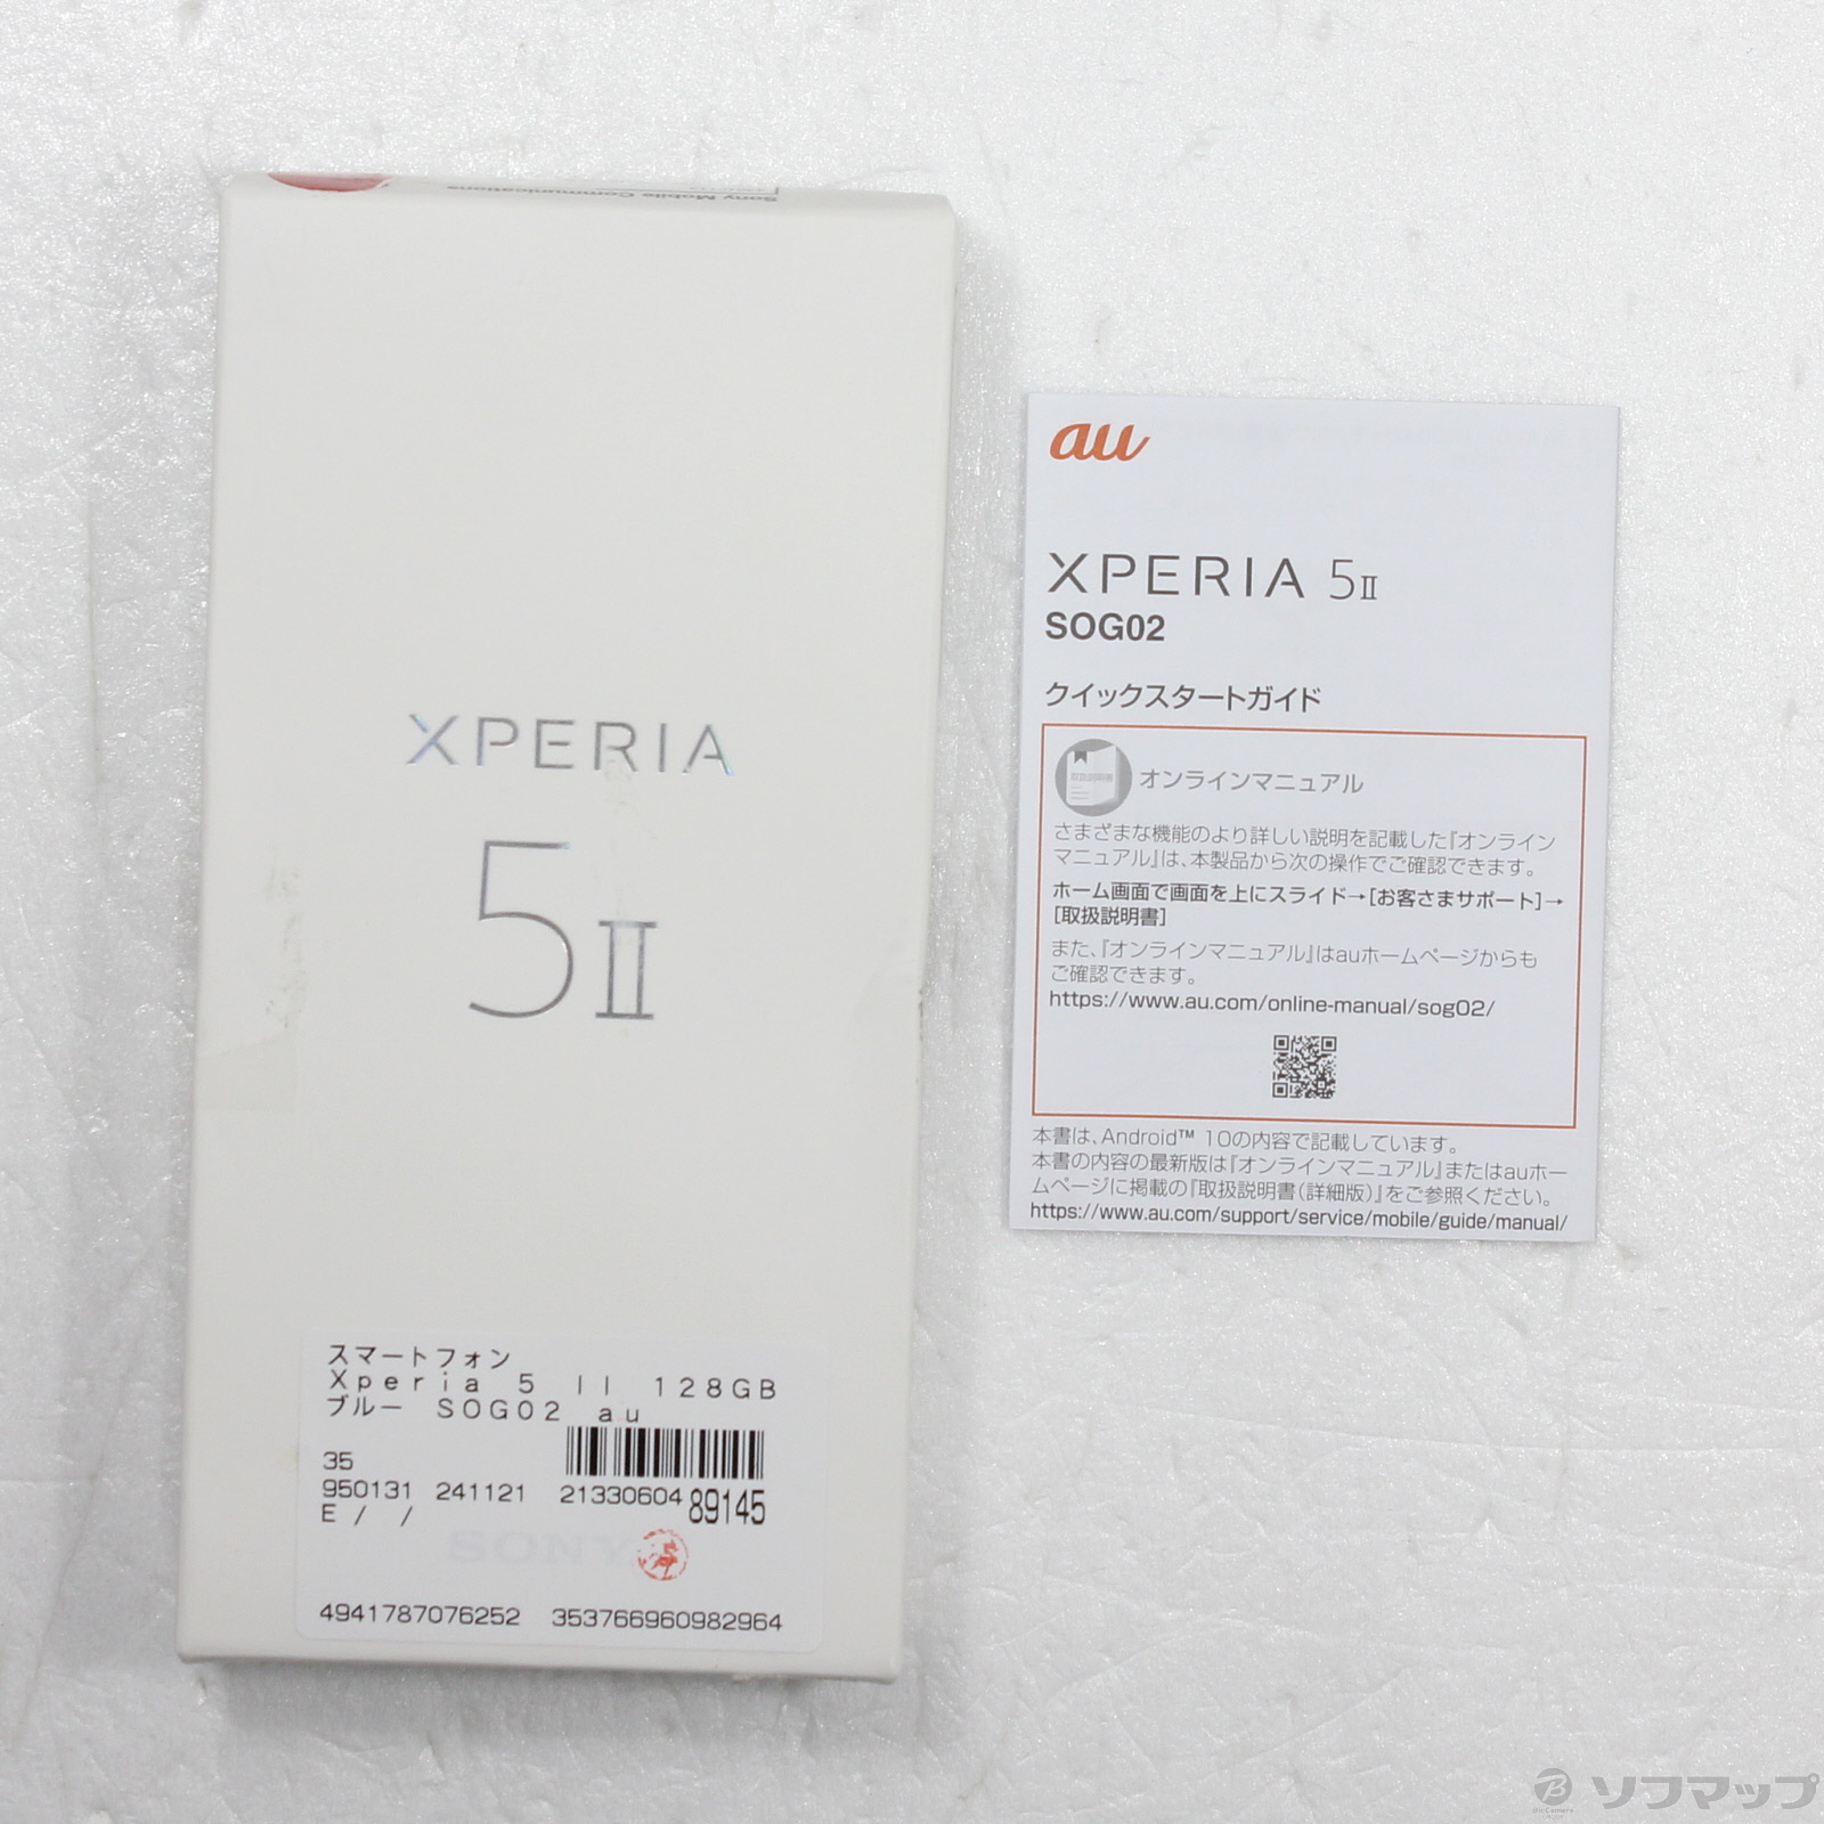 Sony Mobile Communications
XPERIA
5II
スマートフォン
Xperia 5 II 128GB
ブルー SOG02 au
35
950131 241121 21330604 89145
E / /
SONY
4941787076252 353766960982964
au
XPERIA 5II
SOG02
クイックスタートガイド
取扱説明書
オンラインマニュアル
さまざまな機能のより詳しい説明を記載した『オンライン
マニュアル』は、本製品から次の操作でご確認できます。
ホーム画面で画面を上にスライド→[お客さまサポート]→
[取扱説明書]
また、『オンラインマニュアル』はauホームページからも
ご確認できます。
https://www.au.com/online-manual/sog02/
本書は、Android™ 10の内容で記載しています。
本書の内容の最新版は『オンラインマニュアル』またはauホー
ムページに掲載の『取扱説明書（詳細版）』をご参照ください。
https://www.au.com/support/service/mobile/guide/manual/
ソフマップ